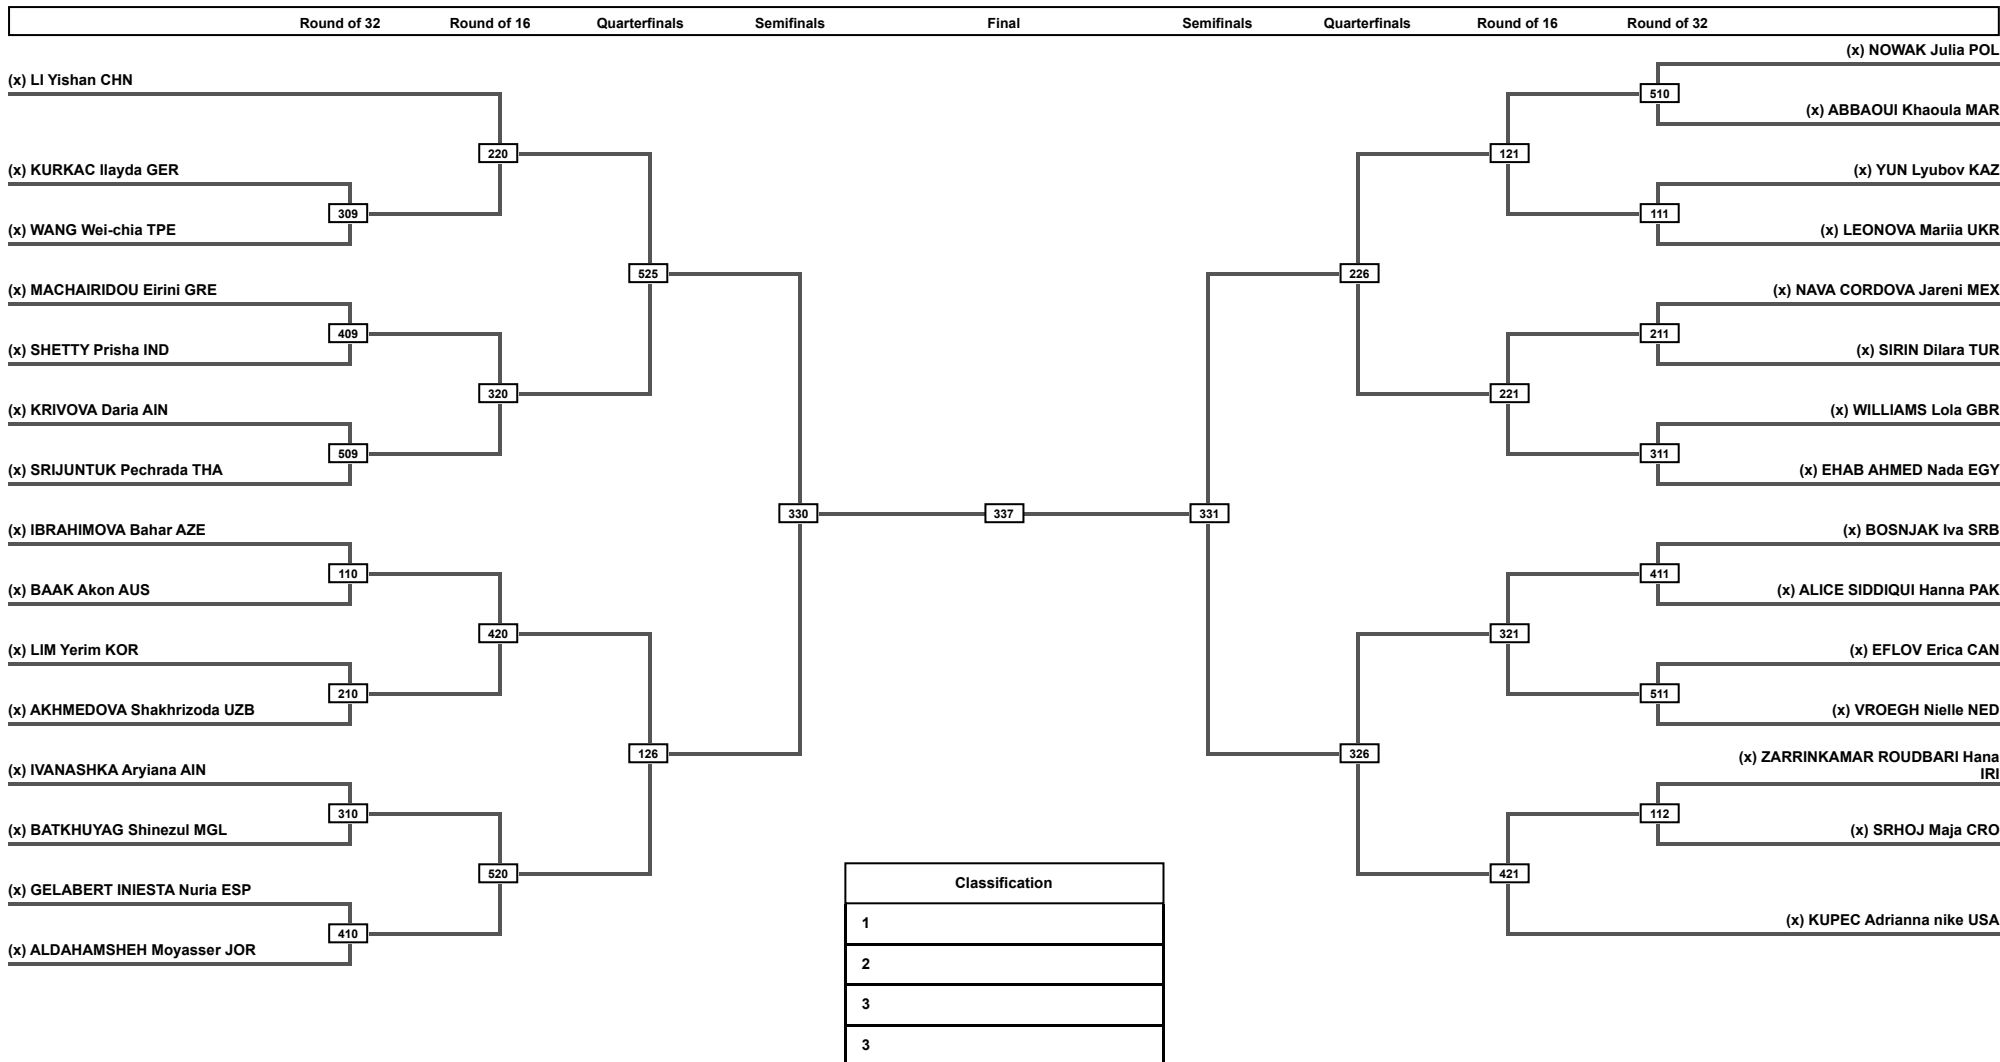 Round of 32 Round of 16 Quarterfinals Semifinals Final Semifinals Quarterfinals Round of 16 Round of 32
(x) NOWAK Julia POL
(x) LI Yishan CHN
510
(x) ABBAOUI Khaoula MAR
220 121
(x) KURKAC Ilayda GER (x) YUN Lyubov KAZ
309 111
(x) WANG Wei-chia TPE (x) LEONOVA Mariia UKR
525 226
(x) MACHAIRIDOU Eirini GRE (x) NAVA CORDOVA Jareni MEX
409 211
(x) SHETTY Prisha IND (x) SIRIN Dilara TUR
320 221
(x) KRIVOVA Daria AIN (x) WILLIAMS Lola GBR
509 311
(x) SRIJUNTUK Pechrada THA (x) EHAB AHMED Nada EGY
330 337 331
(x) IBRAHIMOVA Bahar AZE (x) BOSNJAK Iva SRB
110 411
(x) BAAK Akon AUS (x) ALICE SIDDIQUI Hanna PAK
420 321
(x) LIM Yerim KOR (x) EFLOV Erica CAN
210 511
(x) AKHMEDOVA Shakhrizoda UZB (x) VROEGH Nielle NED
126 326
(x) IVANASHKA Aryiana AIN (x) ZARRINKAMAR ROUDBARI Hana
IRI
310 112
(x) BATKHUYAG Shinezul MGL (x) SRHOJ Maja CRO
520 421
Classification
(x) GELABERT INIESTA Nuria ESP
1 (x) KUPEC Adrianna nike USA
410
(x) ALDAHAMSHEH Moyasser JOR
2
3
3